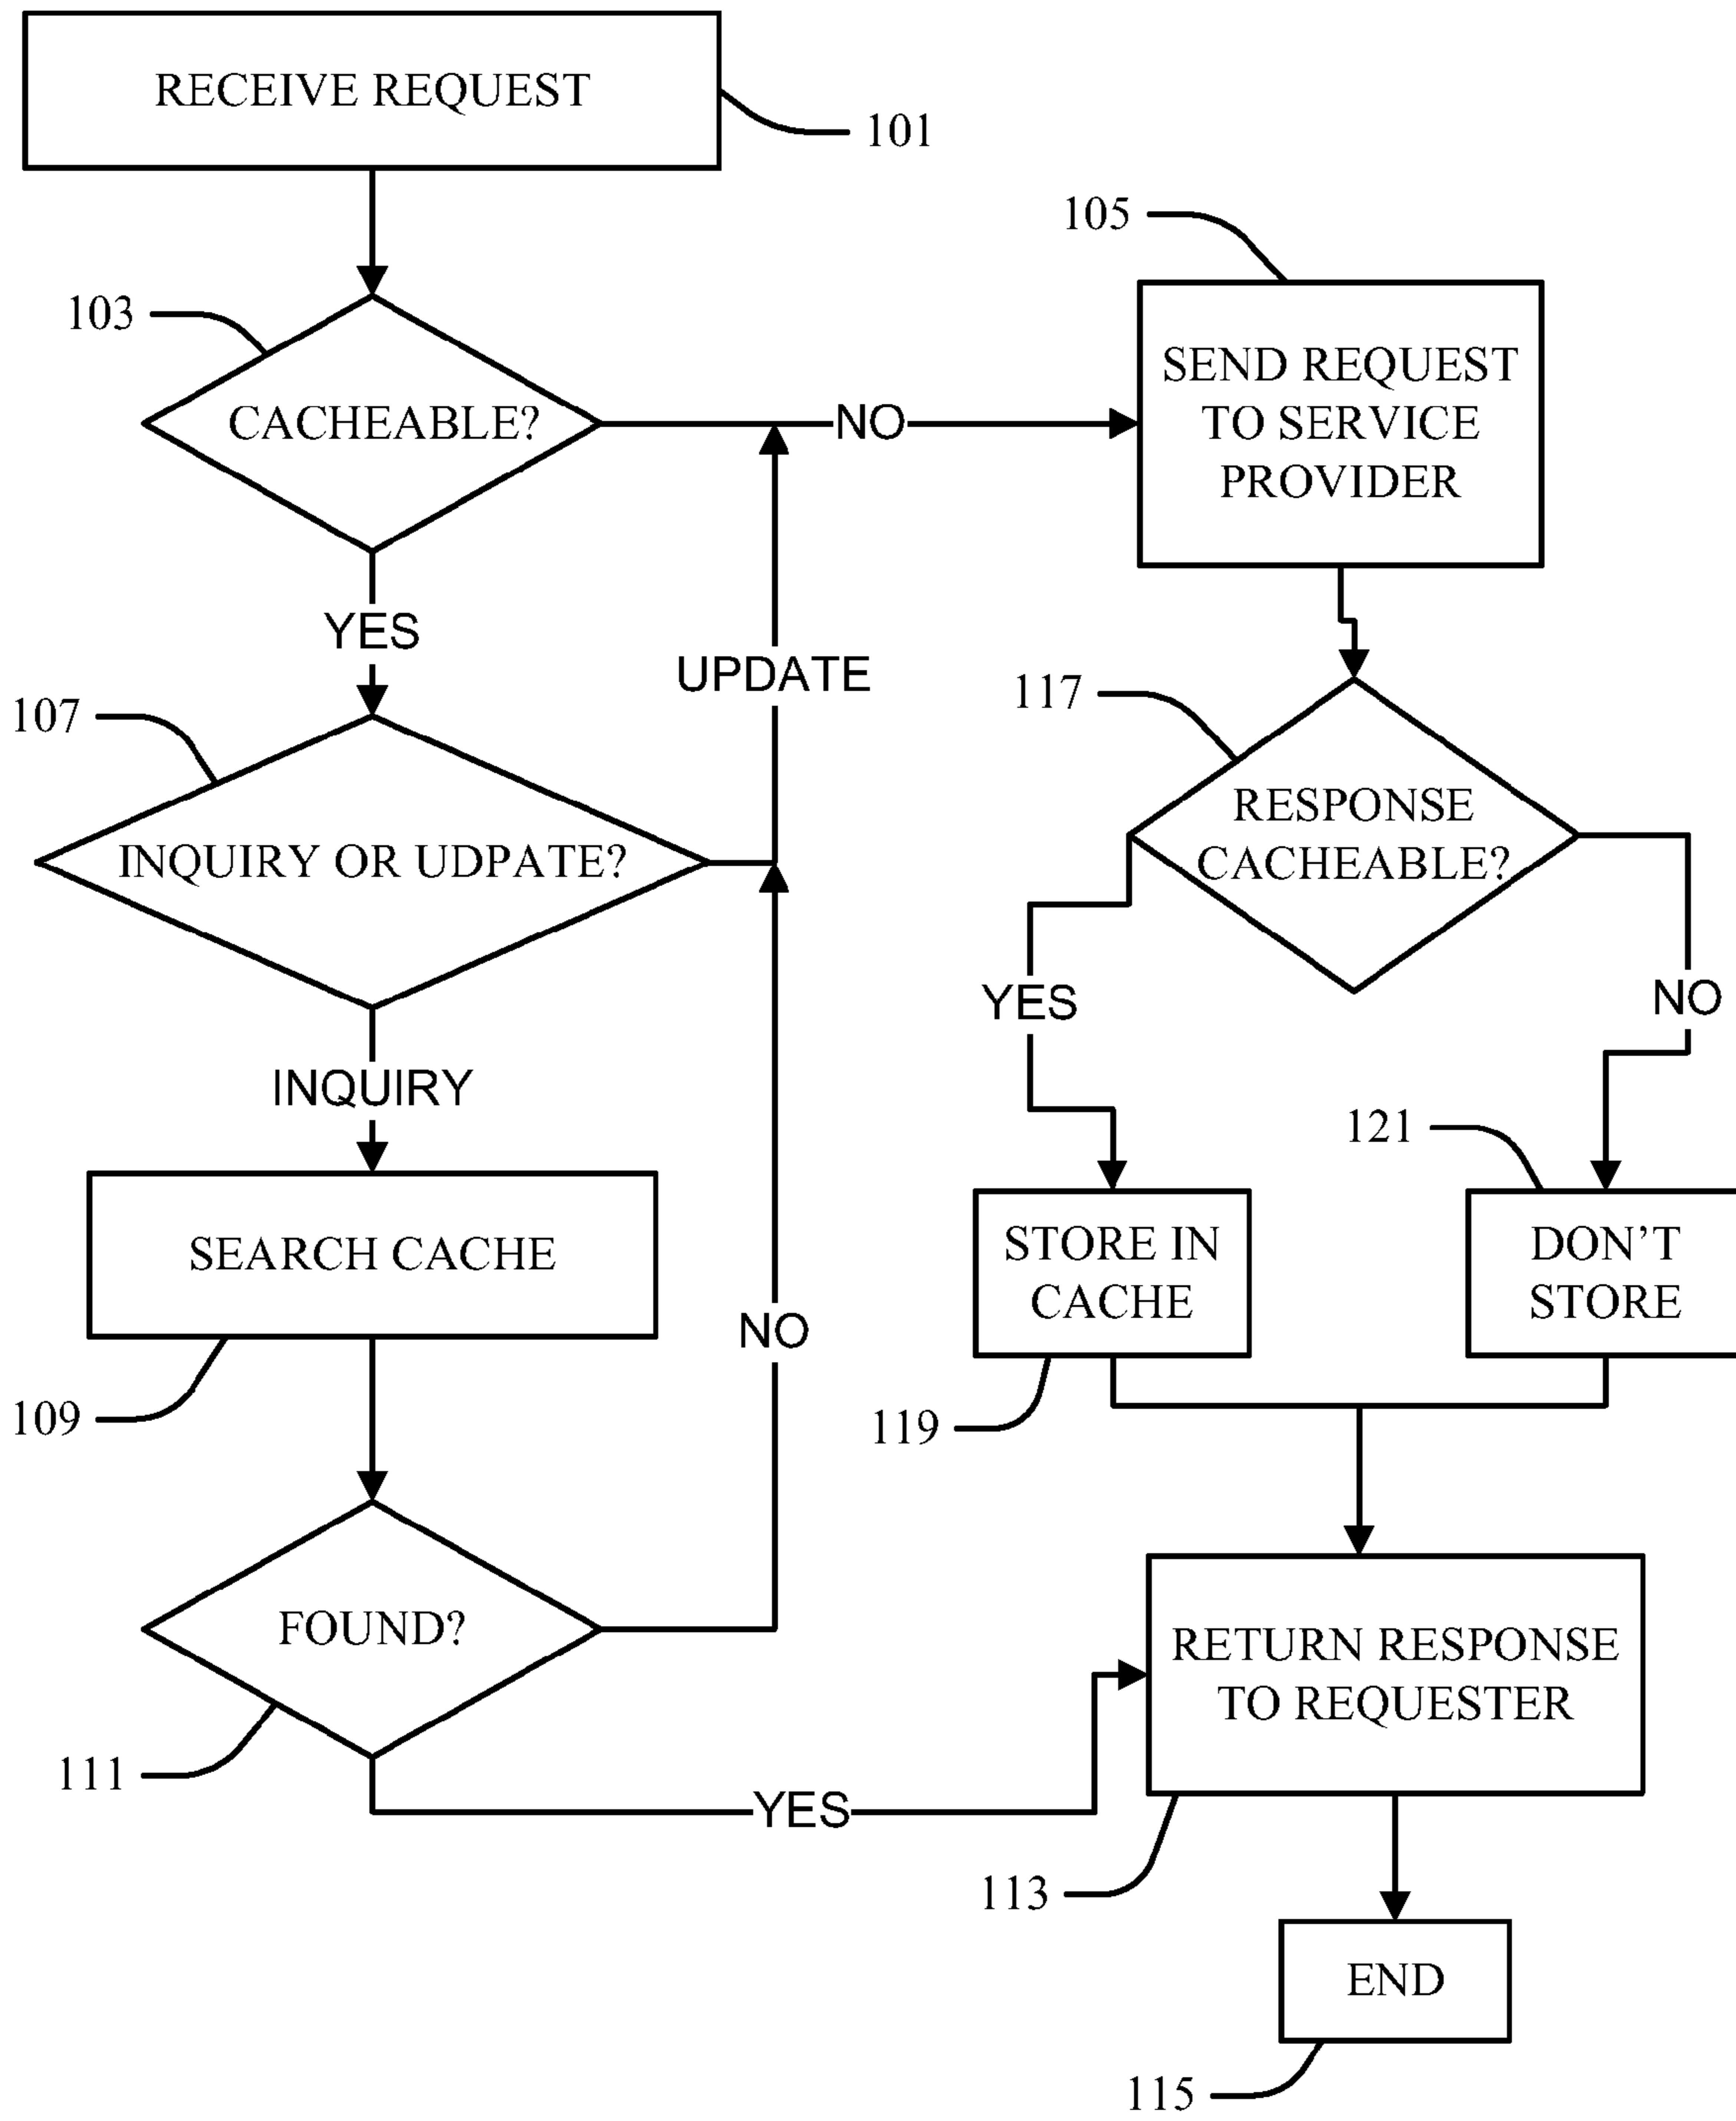 RECEIVE REQUEST
101
105
103
CACHEABLE?
NO
SEND REQUEST
TO SERVICE
PROVIDER
YES
UPDATE
107
117
INQUIRY OR UDPATE?
RESPONSE
CACHEABLE?
YES
NO
INQUIRY
121
SEARCH CACHE
STORE IN
CACHE
DON'T
STORE
NO
109
119
FOUND?
RETURN RESPONSE
TO REQUESTER
111
YES
113
END
115